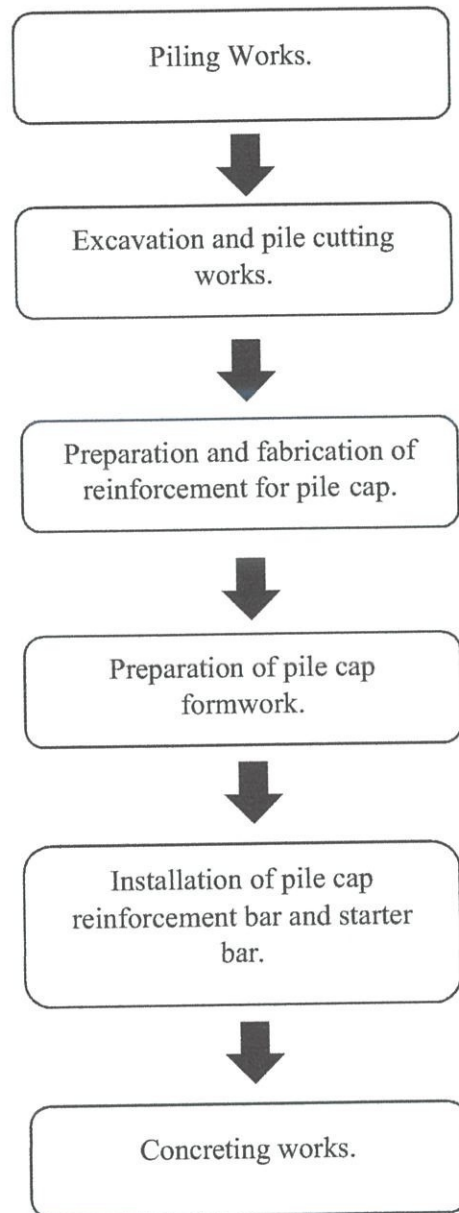 Piling Works.
Excavation and pile cutting
works.
Preparation and fabrication of
reinforcement for pile cap.
Preparation of pile cap
formwork.
Installation of pile cap
reinforcement bar and starter
bar.
Concreting works.